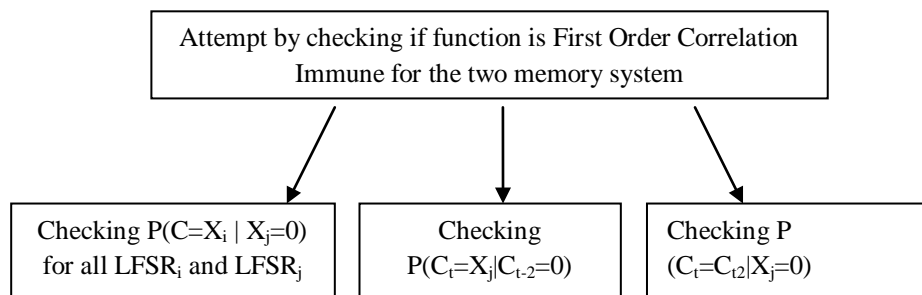 Attempt by checking if function is First Order Correlation
Immune for the two memory system
Checking P(C=Xi | Xj=0)
for all LFSRi and LFSRj
Checking
P(Ct=Xj|Ct-2=0)
Checking P
(Ct=Ct2|Xj=0)